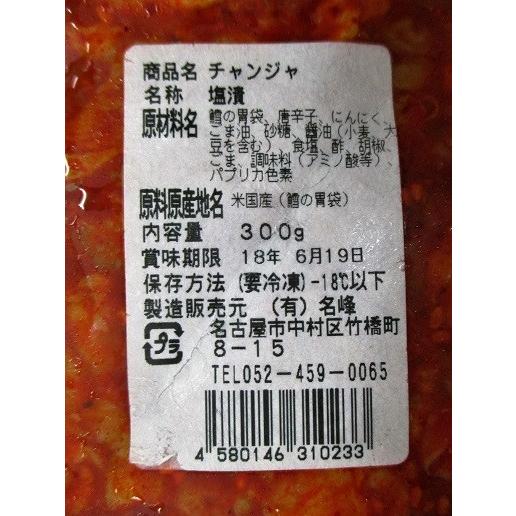 商品名 チャンジャ
名称 塩漬
原材料名 鱈の胃袋、唐辛子、にんにく、
ごま油、砂糖、醤油(小麦、大
豆を含む)、食塩、酢、胡椒、
ごま、調味料(アミノ酸等)、
パプリカ色素
原料原産地名 米国産(鱈の胃袋)
内容量 300g
賞味期限 18年 6月19日
保存方法 (要冷凍)-18℃以下
製造販売元 (有)名峰
名古屋市中村区竹橋町
8-15
プラ
TEL052-459-0065
4 580146 310233